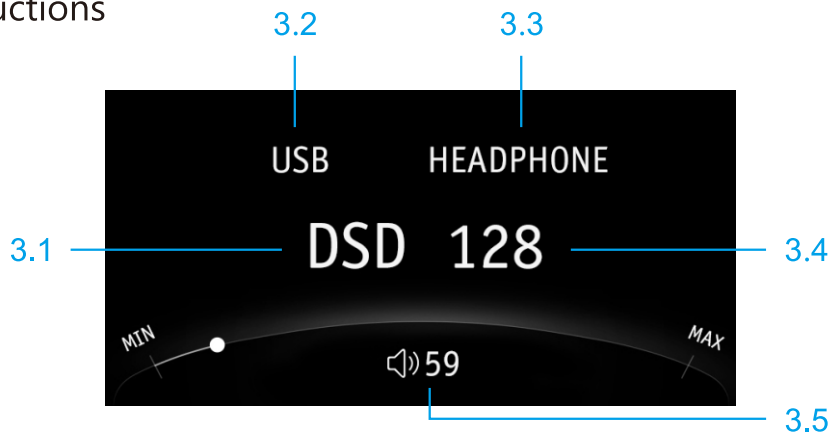 uctions
3.2 3.3
USB HEADPHONE
3.1 DSD 128 3.4
MIN MAX
59
3.5